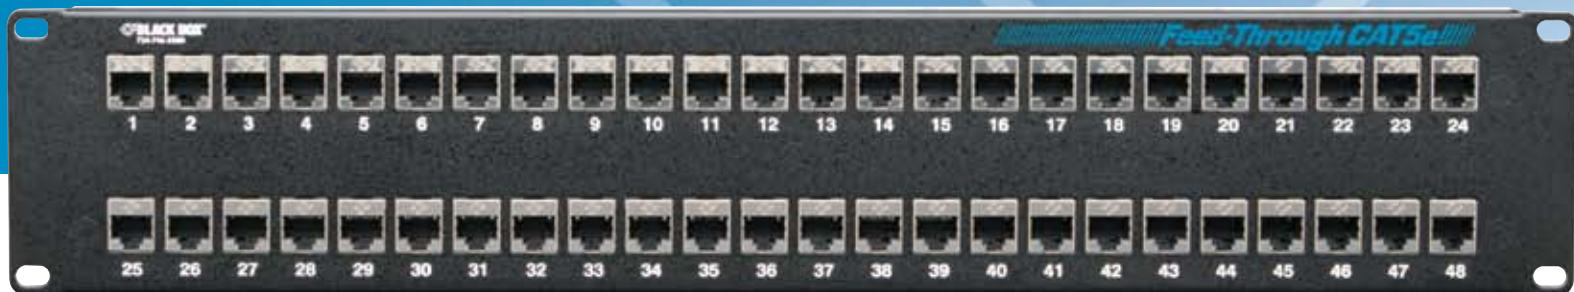 BLACK BOX
Feed-Through CAT5e
1 2 3 4 5 6 7 8 9 10 11 12 13 14 15 16 17 18 19 20 21 22 23 24
25 26 27 28 29 30 31 32 33 34 35 36 37 38 39 40 41 42 43 44 45 46 47 48